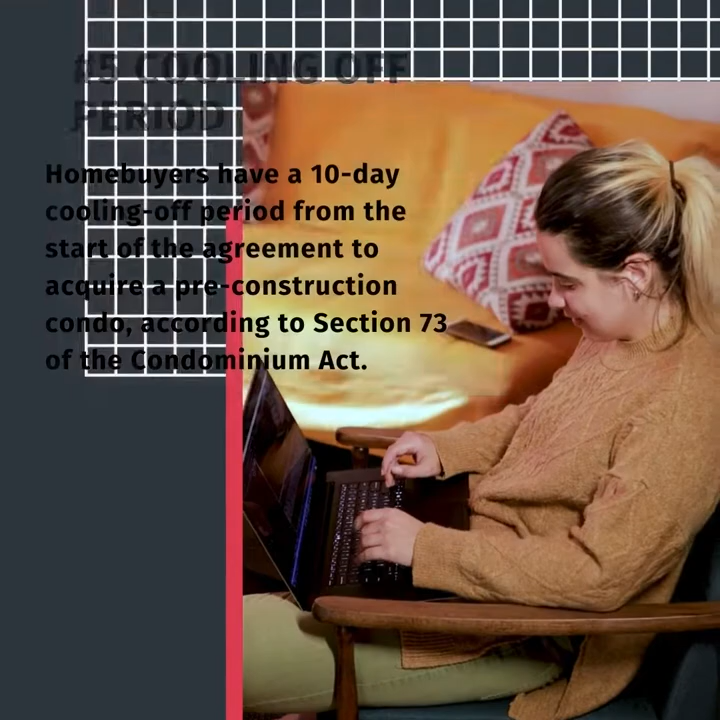 #5 COOLING OFF
PERIOD
Homebuyers have a 10-day
cooling-off period from the
start of the agreement to
acquire a pre-construction
condo, according to Section 73
of the Condominium Act.